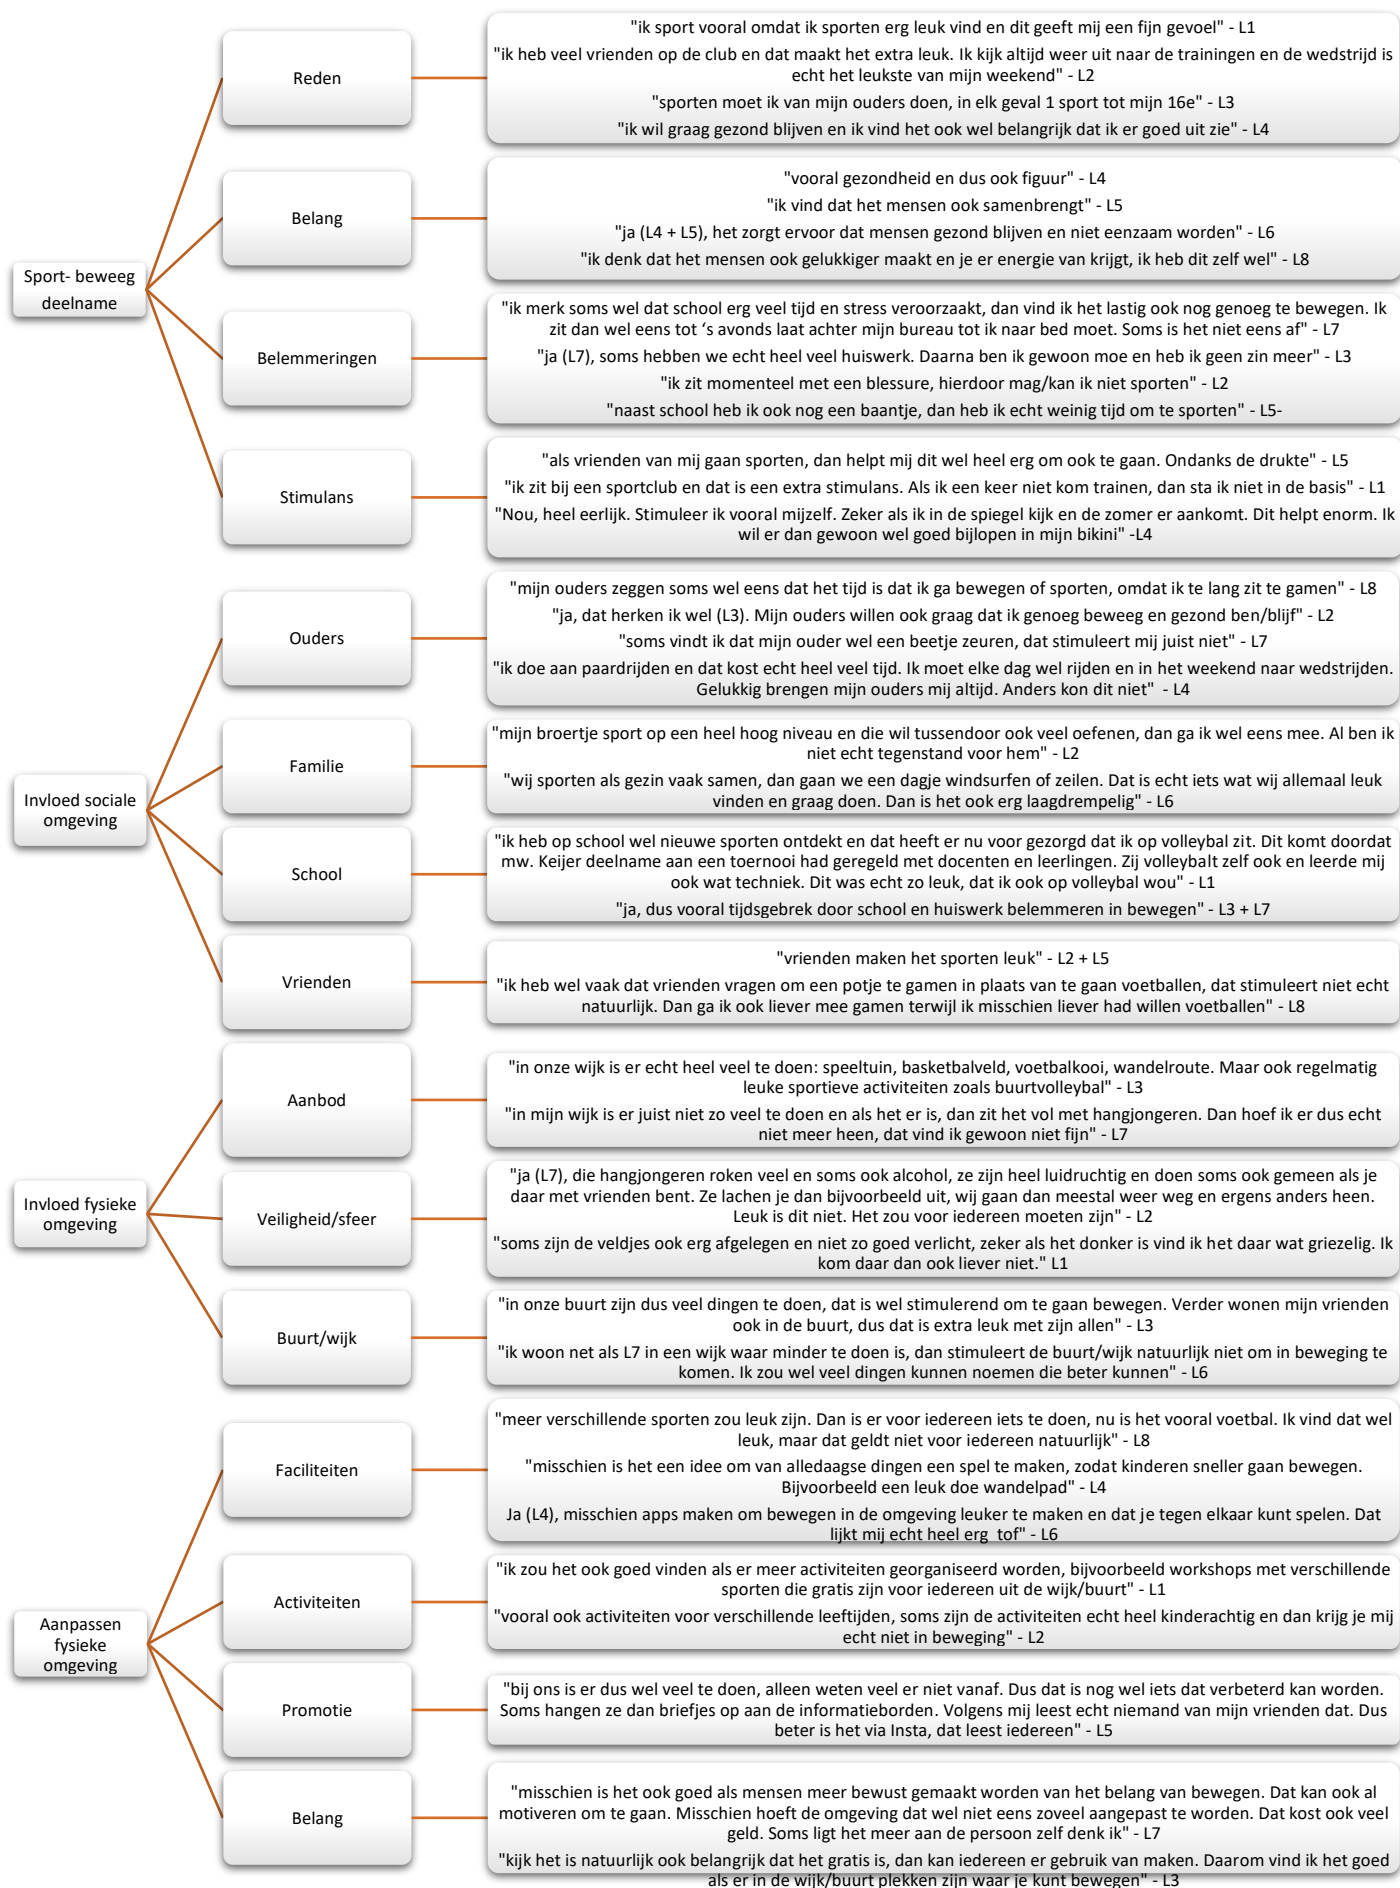 Sport- beweeg
deelname
Reden
"ik sport vooral omdat ik sporten erg leuk vind en dit geeft mij een fijn gevoel" - L1
"ik heb veel vrienden op de club en dat maakt het extra leuk. Ik kijk altijd weer uit naar de trainingen en de wedstrijd is
echt het leukste van mijn weekend" - L2
"sporten moet ik van mijn ouders doen, in elk geval 1 sport tot mijn 16e" - L3
"ik wil graag gezond blijven en ik vind het ook wel belangrijk dat ik er goed uit zie" - L4
Belang
"vooral gezondheid en dus ook figuur" - L4
"ik vind dat het mensen ook samenbrengt" - L5
"ja (L4 + L5), het zorgt ervoor dat mensen gezond blijven en niet eenzaam worden" - L6
"ik denk dat het mensen ook gelukkiger maakt en je er energie van krijgt, ik heb dit zelf wel" - L8
Belemmeringen
"ik merk soms wel dat school erg veel tijd en stress veroorzaakt, dan vind ik het lastig ook nog genoeg te bewegen. Ik
zit dan wel eens tot ‘s avonds laat achter mijn bureau tot ik naar bed moet. Soms is het niet eens af" - L7
"ja (L7), soms hebben we echt heel veel huiswerk. Daarna ben ik gewoon moe en heb ik geen zin meer" - L3
"ik zit momenteel met een blessure, hierdoor mag/kan ik niet sporten" - L2
"naast school heb ik ook nog een baantje, dan heb ik echt weinig tijd om te sporten" - L5-
Stimulans
"als vrienden van mij gaan sporten, dan helpt mij dit wel heel erg om ook te gaan. Ondanks de drukte" - L5
"ik zit bij een sportclub en dat is een extra stimulans. Als ik een keer niet kom trainen, dan sta ik niet in de basis" - L1
"Nou, heel eerlijk. Stimuleer ik vooral mijzelf. Zeker als ik in de spiegel kijk en de zomer er aankomt. Dit helpt enorm. Ik
wil er dan gewoon wel goed bijlopen in mijn bikini" -L4
Invloed sociale
omgeving
Ouders
"mijn ouders zeggen soms wel eens dat het tijd is dat ik ga bewegen of sporten, omdat ik te lang zit te gamen" - L8
"ja, dat herken ik wel (L3). Mijn ouders willen ook graag dat ik genoeg beweeg en gezond ben/blijf" - L2
"soms vindt ik dat mijn ouder wel een beetje zeuren, dat stimuleert mij juist niet" - L7
"ik doe aan paardrijden en dat kost echt heel veel tijd. Ik moet elke dag wel rijden en in het weekend naar wedstrijden.
Gelukkig brengen mijn ouders mij altijd. Anders kon dit niet" - L4
Familie
"mijn broertje sport op een heel hoog niveau en die wil tussendoor ook veel oefenen, dan ga ik wel eens mee. Al ben ik
niet echt tegenstand voor hem" - L2
"wij sporten als gezin vaak samen, dan gaan we een dagje windsurfen of zeilen. Dat is echt iets wat wij allemaal leuk
vinden en graag doen. Dan is het ook erg laagdrempelig" - L6
School
"ik heb op school wel nieuwe sporten ontdekt en dat heeft er nu voor gezorgd dat ik op volleybal zit. Dit komt doordat
mw. Keijer deelname aan een toernooi had geregeld met docenten en leerlingen. Zij volleybalt zelf ook en leerde mij
ook wat techniek. Dit was echt zo leuk, dat ik ook op volleybal wou" - L1
"ja, dus vooral tijdsgebrek door school en huiswerk belemmeren in bewegen" - L3 + L7
Vrienden
"vrienden maken het sporten leuk" - L2 + L5
"ik heb wel vaak dat vrienden vragen om een potje te gamen in plaats van te gaan voetballen, dat stimuleert niet echt
natuurlijk. Dan ga ik ook liever mee gamen terwijl ik misschien liever had willen voetballen" - L8
Invloed fysieke
omgeving
Aanbod
"in onze wijk is er echt heel veel te doen: speeltuin, basketbalveld, voetbalkooi, wandelroute. Maar ook regelmatig
leuke sportieve activiteiten zoals buurtvolleybal" - L3
"in mijn wijk is er juist niet zo veel te doen en als het er is, dan zit het vol met hangjongeren. Dan hoef ik er dus echt
niet meer heen, dat vind ik gewoon niet fijn" - L7
Veiligheid/sfeer
"ja (L7), die hangjongeren roken veel en soms ook alcohol, ze zijn heel luidruchtig en doen soms ook gemeen als je
daar met vrienden bent. Ze lachen je dan bijvoorbeeld uit, wij gaan dan meestal weer weg en ergens anders heen.
Leuk is dit niet. Het zou voor iedereen moeten zijn" - L2
"soms zijn de veldjes ook erg afgelegen en niet zo goed verlicht, zeker als het donker is vind ik het daar wat griezelig. Ik
kom daar dan ook liever niet." L1
Buurt/wijk
"in onze buurt zijn dus veel dingen te doen, dat is wel stimulerend om te gaan bewegen. Verder wonen mijn vrienden
ook in de buurt, dus dat is extra leuk met zijn allen" - L3
"ik woon net als L7 in een wijk waar minder te doen is, dan stimuleert de buurt/wijk natuurlijk niet om in beweging te
komen. Ik zou wel veel dingen kunnen noemen die beter kunnen" - L6
Aanpassen
fysieke
omgeving
Faciliteiten
"meer verschillende sporten zou leuk zijn. Dan is er voor iedereen iets te doen, nu is het vooral voetbal. Ik vind dat wel
leuk, maar dat geldt niet voor iedereen natuurlijk" - L8
"misschien is het een idee om van alledaagse dingen een spel te maken, zodat kinderen sneller gaan bewegen.
Bijvoorbeeld een leuk doe wandelpad" - L4
Ja (L4), misschien apps maken om bewegen in de omgeving leuker te maken en dat je tegen elkaar kunt spelen. Dat
lijkt mij echt heel erg tof" - L6
Activiteiten
"ik zou het ook goed vinden als er meer activiteiten georganiseerd worden, bijvoorbeeld workshops met verschillende
sporten die gratis zijn voor iedereen uit de wijk/buurt" - L1
"vooral ook activiteiten voor verschillende leeftijden, soms zijn de activiteiten echt heel kinderachtig en dan krijg je mij
echt niet in beweging" - L2
Promotie
"bij ons is er dus wel veel te doen, alleen weten veel er niet vanaf. Dus dat is nog wel iets dat verbeterd kan worden.
Soms hangen ze dan briefjes op aan de informatieborden. Volgens mij leest echt niemand van mijn vrienden dat. Dus
beter is het via Insta, dat leest iedereen" - L5
Belang
"misschien is het ook goed als mensen meer bewust gemaakt worden van het belang van bewegen. Dat kan ook al
motiveren om te gaan. Misschien hoeft de omgeving dat wel niet eens zoveel aangepast te worden. Dat kost ook veel
geld. Soms ligt het meer aan de persoon zelf denk ik" - L7
"kijk het is natuurlijk ook belangrijk dat het gratis is, dan kan iedereen er gebruik van maken. Daarom vind ik het goed
als er in de wijk/buurt plekken zijn waar je kunt bewegen" - L3